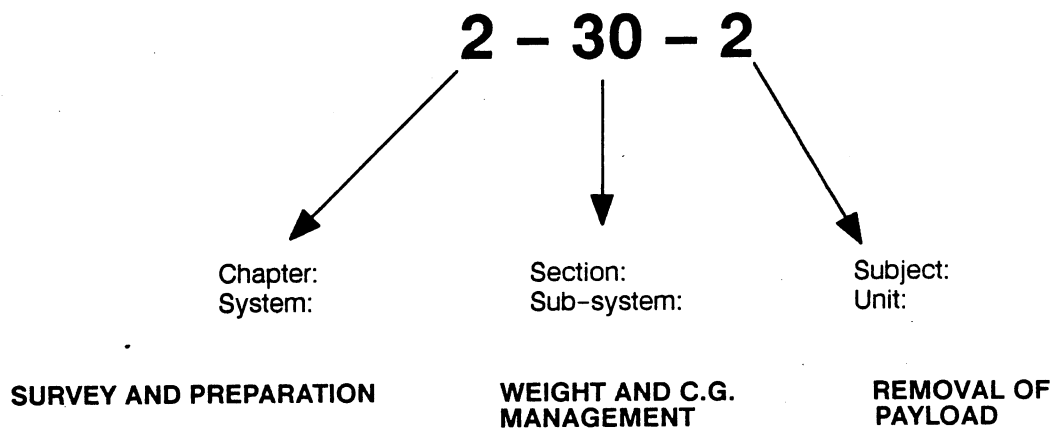 2 – 30 – 2
Chapter:
System:
Section:
Sub-system:
Subject:
Unit:
SURVEY AND PREPARATION
WEIGHT AND C.G.
MANAGEMENT
REMOVAL OF
PAYLOAD